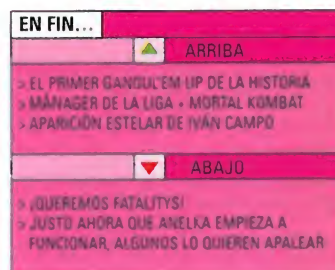 EN FIN...
ARRIBA
> EL PRIMER GANDUL'EM UP DE LA HISTORIA
> MÁNAGER DE LA LIGA + MORTAL KOMBAT
> APARICIÓN ESTELAR DE IVÁN CAMPO
ABAJO
> ¡QUEREMOS FATALITYS!
> JUSTO AHORA QUE ANELKA EMPIEZA A
FUNCIONAR, ALGUNOS LO QUIEREN APALEAR